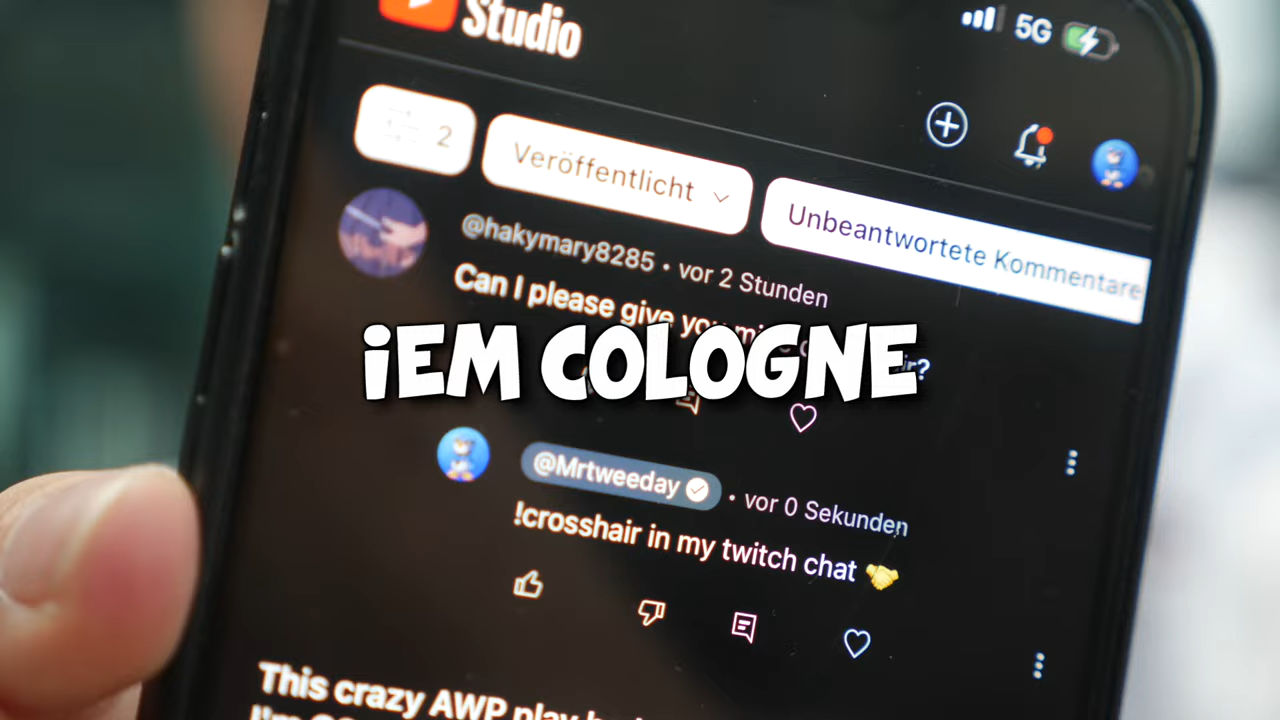 Studio
5G
2
Veröffentlicht
Unbeantwortete Kommentare
@hakymary8285 • vor 2 Stunden
Can I please give you
?
iEM COLOGNE
@Mrtweeday • vor 0 Sekunden
!crosshair in my twitch chat 🤝
This crazy AWP play